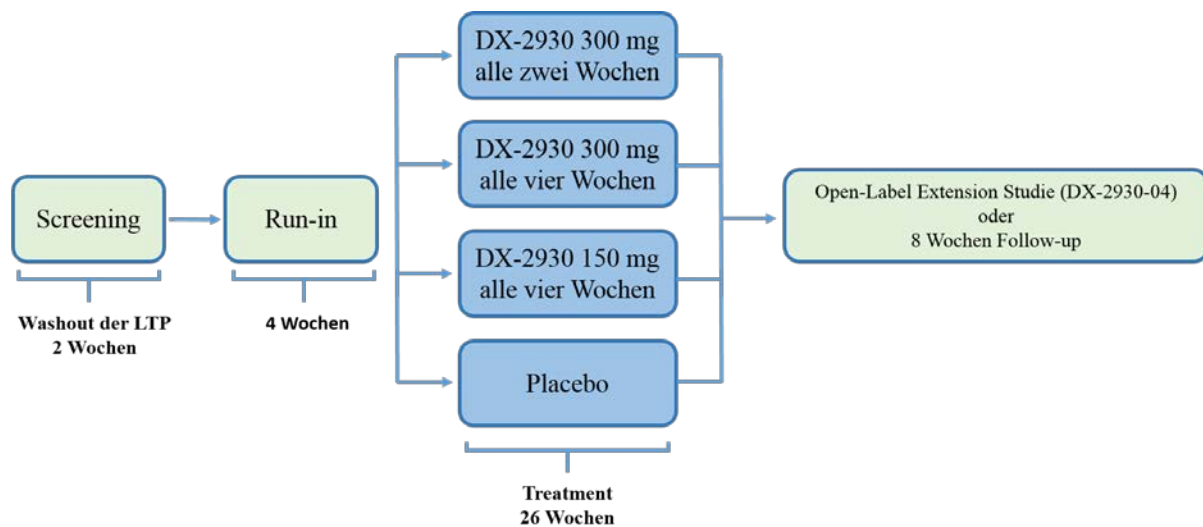 Screening
Washout der LTP
2 Wochen
Run-in
4 Wochen
DX-2930 300 mg
alle zwei Wochen
DX-2930 300 mg
alle vier Wochen
DX-2930 150 mg
alle vier Wochen
Placebo
Treatment
26 Wochen
Open-Label Extension Studie (DX-2930-04)
oder
8 Wochen Follow-up